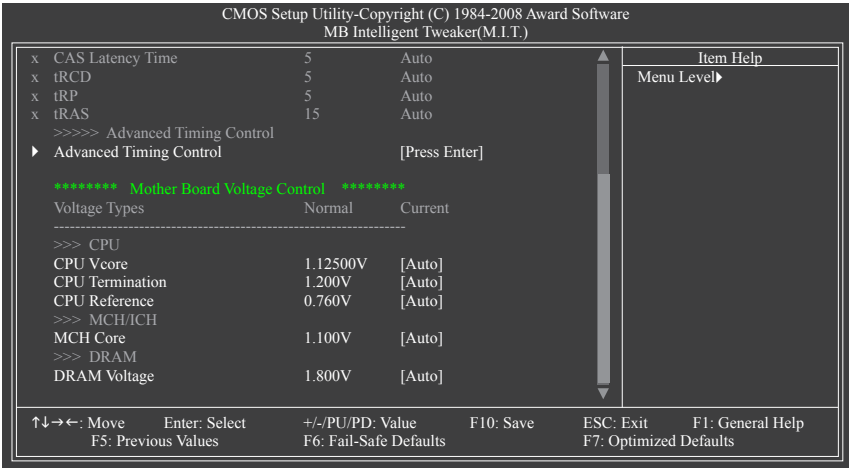 CMOS Setup Utility-Copyright (C) 1984-2008 Award Software
MB Intelligent Tweaker(M.I.T.)
x CAS Latency Time 5 Auto
x tRCD 5 Auto
x tRP 5 Auto
x tRAS 15 Auto
>>>>> Advanced Timing Control
Advanced Timing Control [Press Enter]
******** Mother Board Voltage Control ********
Voltage Types Normal Current
-------------------------------------------------------------------
>>> CPU
CPU Vcore 1.12500V [Auto]
CPU Termination 1.200V [Auto]
CPU Reference 0.760V [Auto]
>>> MCH/ICH
MCH Core 1.100V [Auto]
>>> DRAM
DRAM Voltage 1.800V [Auto]
Item Help
Menu Level▶
↑↓→←: Move Enter: Select +/-/PU/PD: Value F10: Save ESC: Exit F1: General Help
F5: Previous Values F6: Fail-Safe Defaults F7: Optimized Defaults